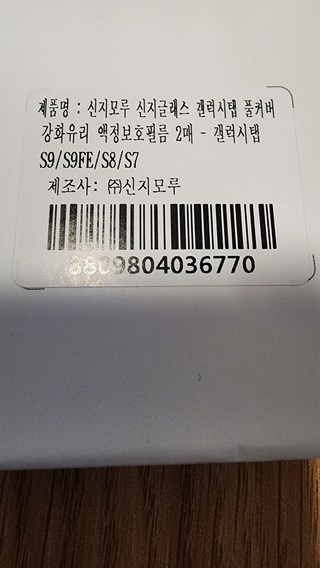 제품명 : 신지모루 신지글래스 갤럭시탭 풀커버
강화유리 액정보호필름 2매 - 갤럭시탭
S9/S9FE/S8/S7
제조사: ㈜신지모루
8809804036770